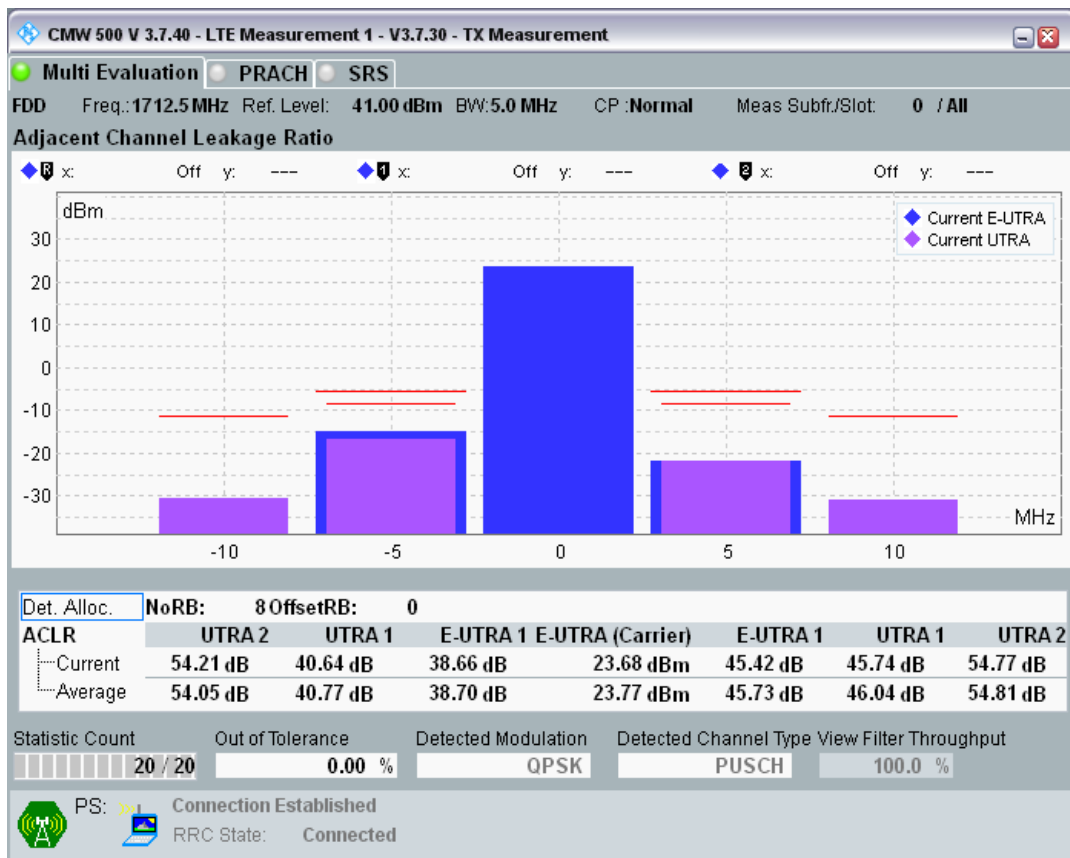 CMW 500 V 3.7.40 - LTE Measurement 1 - V3.7.30 - TX Measurement
Multi Evaluation PRACH SRS
FDD Freq.: 1712.5 MHz Ref. Level: 41.00 dBm BW: 5.0 MHz CP : Normal Meas Subfr./Slot: 0 / All
Adjacent Channel Leakage Ratio
R x: Off y: --- 1 x: Off y: --- 2 x: Off y: ---
dBm
Current E-UTRA
Current UTRA
30
20
10
0
-10
-20
-30
MHz
-10 -5 0 5 10
Det. Alloc. NoRB: 8 OffsetRB: 0
ACLR UTRA 2 UTRA 1 E-UTRA 1 E-UTRA (Carrier) E-UTRA 1 UTRA 1 UTRA 2
Current 54.21 dB 40.64 dB 38.66 dB 23.68 dBm 45.42 dB 45.74 dB 54.77 dB
Average 54.05 dB 40.77 dB 38.70 dB 23.77 dBm 45.73 dB 46.04 dB 54.81 dB
Statistic Count Out of Tolerance Detected Modulation Detected Channel Type View Filter Throughput
20 / 20 0.00 % QPSK PUSCH 100.0 %
PS: Connection Established
RRC State: Connected